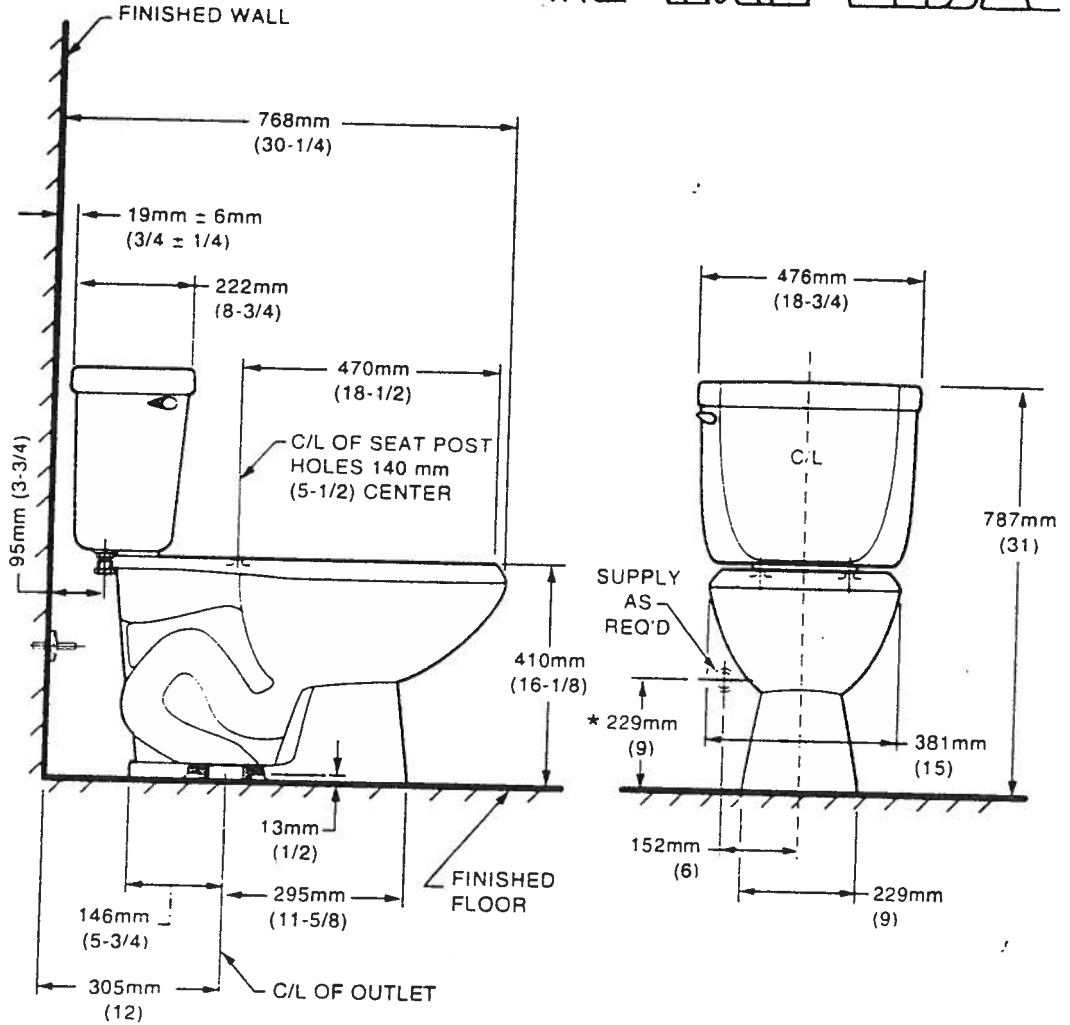 FINISHED WALL
768mm
(30-1/4)
19mm ± 6mm
(3/4 ± 1/4)
222mm
(8-3/4)
470mm
(18-1/2)
C/L OF SEAT POST
HOLES 140 mm
(5-1/2) CENTER
95mm (3-3/4)
410mm
(16-1/8)
13mm
(1/2)
295mm
(11-5/8)
FINISHED
FLOOR
146mm
(5-3/4)
305mm
(12)
C/L OF OUTLET
476mm
(18-3/4)
C/L
787mm
(31)
SUPPLY
AS
REQ'D
* 229mm
(9)
381mm
(15)
152mm
(6)
229mm
(9)